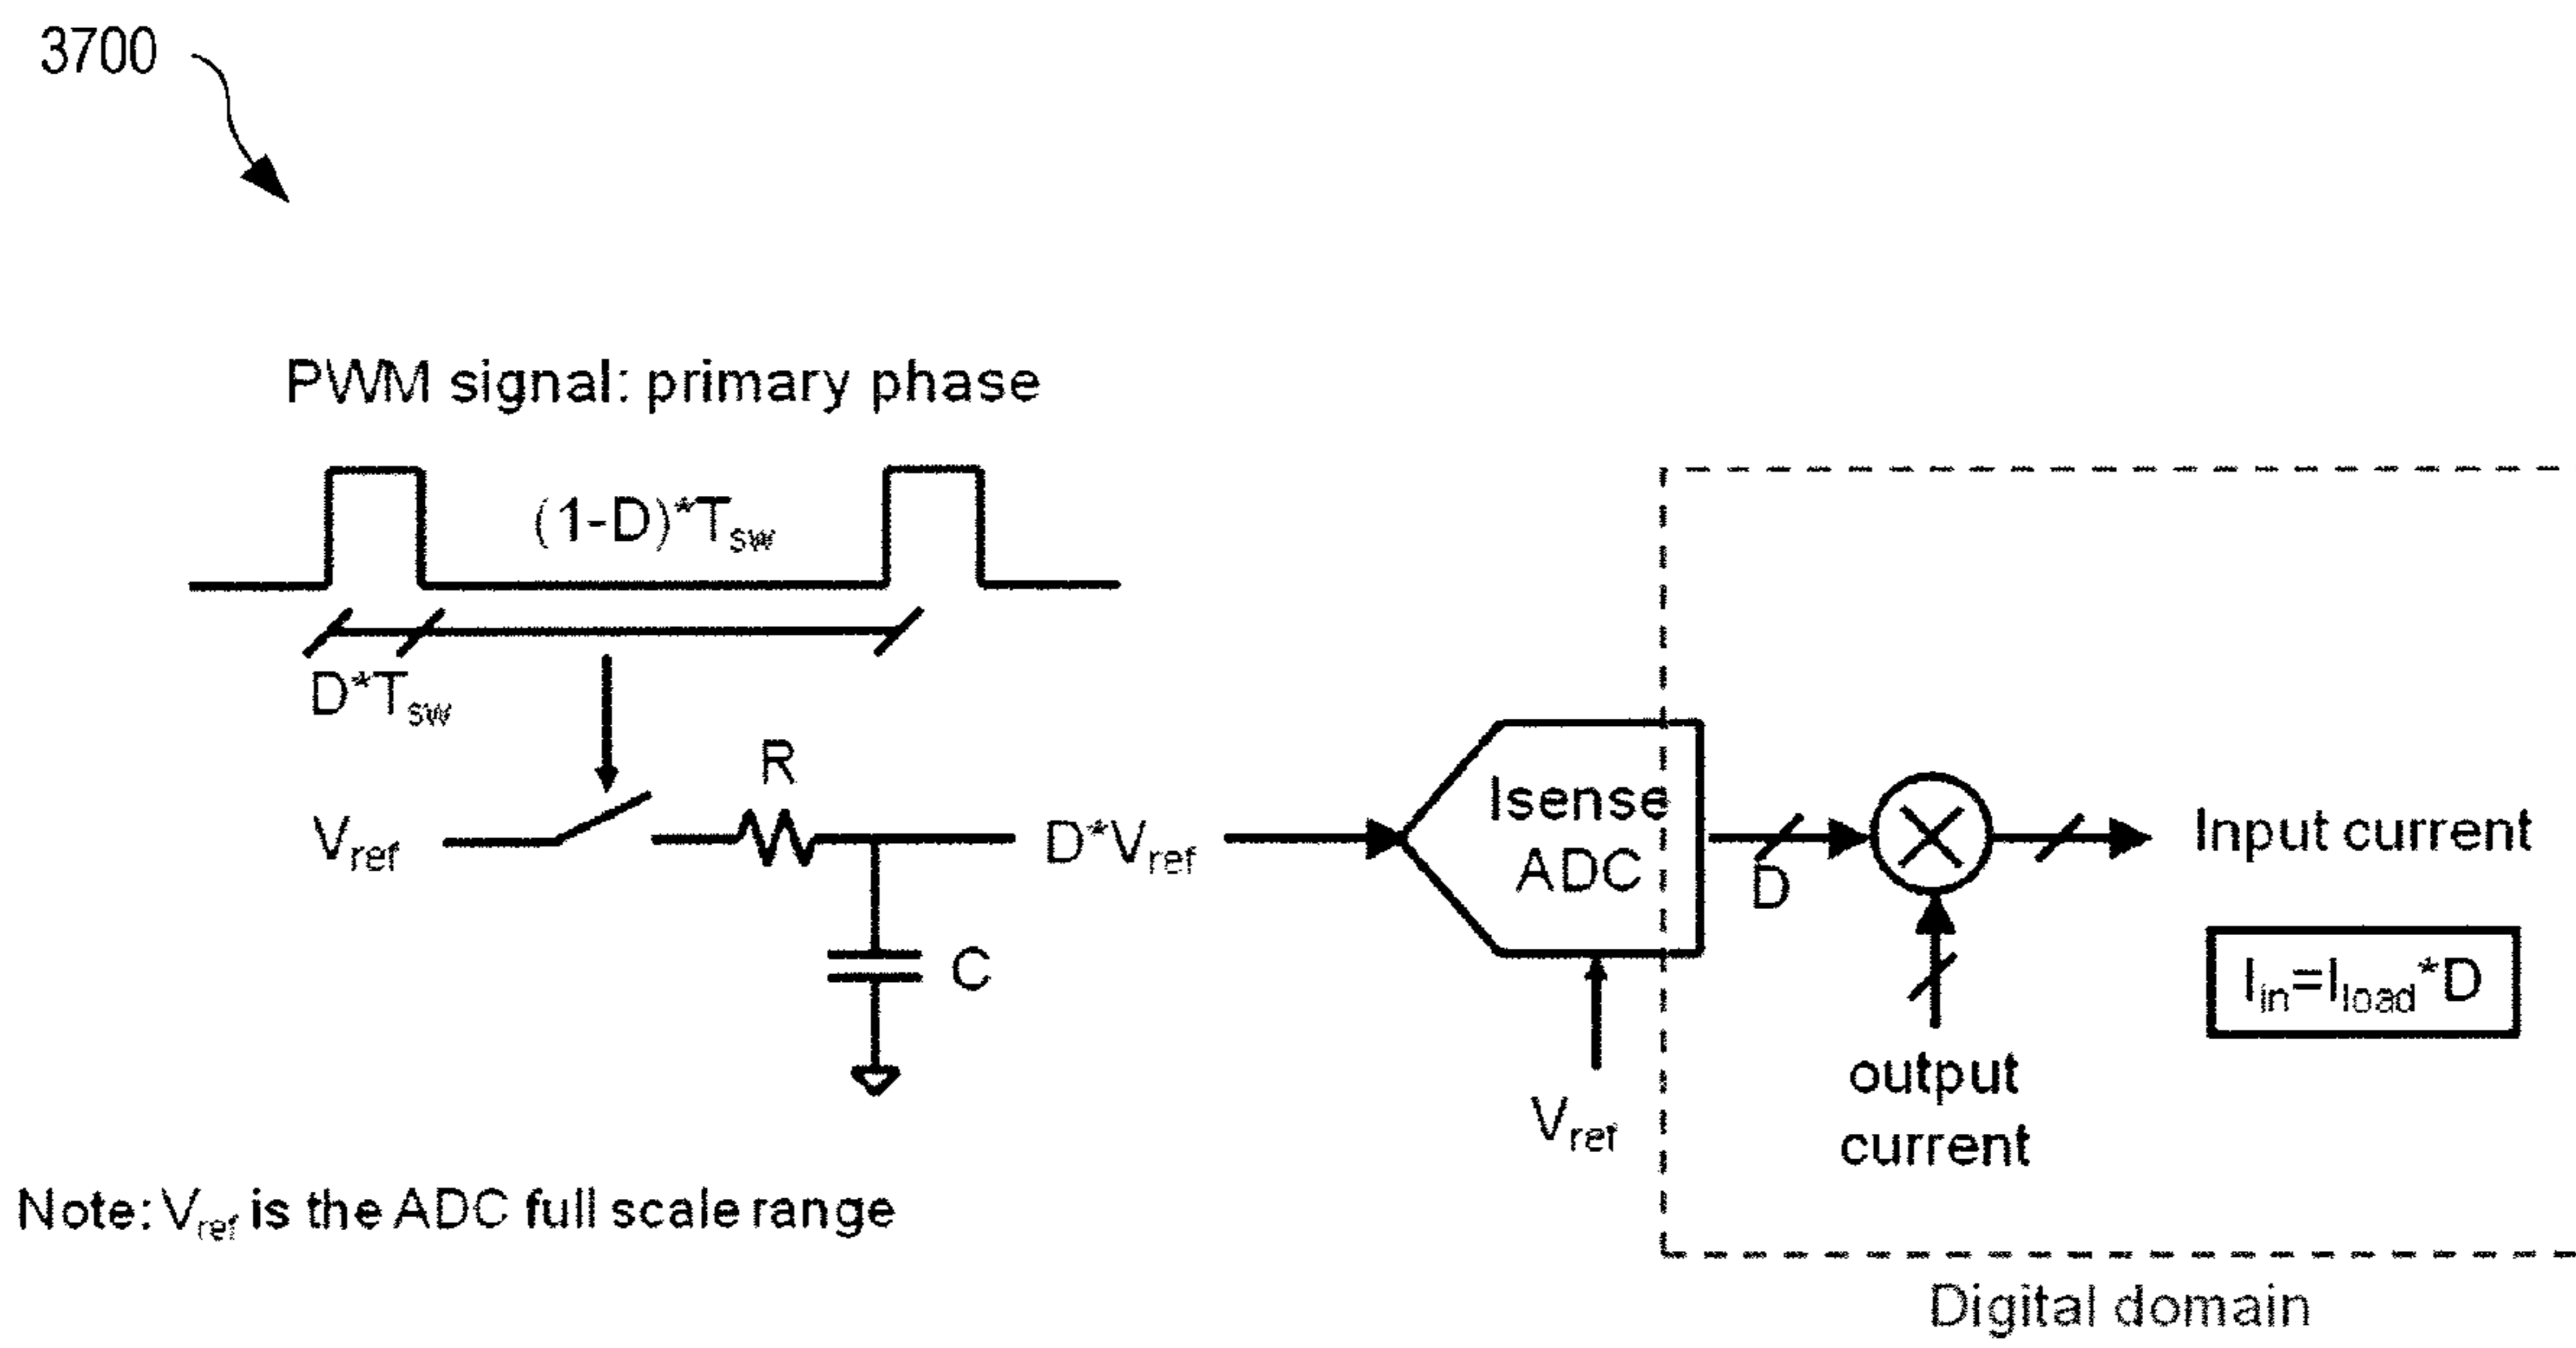 3700
PWM signal: primary phase
(1-D)*Tsw
D*Tsw
Vref
R
D*Vref
C
Isense
ADC
Vref
D
output
current
Input current
Iin=Iload*D
Note: Vref is the ADC full scale range
Digital domain